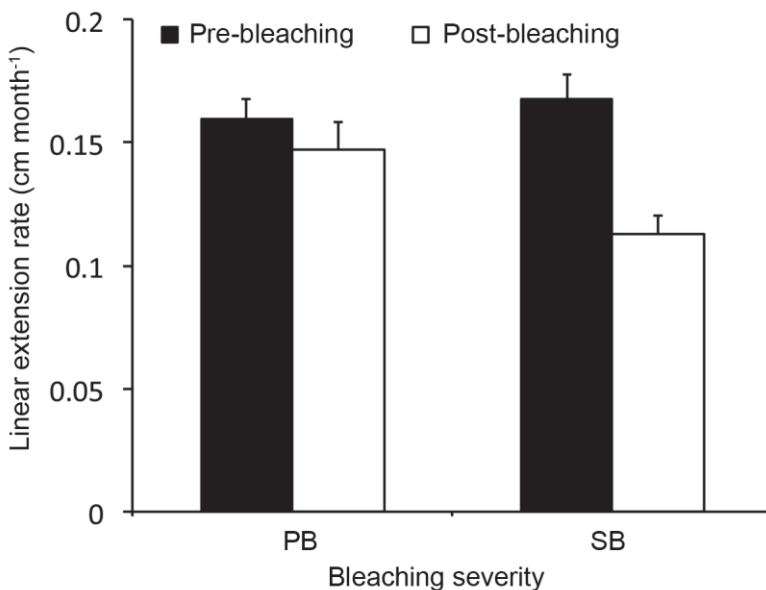 0.2
Pre-bleaching
Post-bleaching
0.15
0.1
0.05
0
Linear extension rate (cm month⁻¹)
PB
SB
Bleaching severity